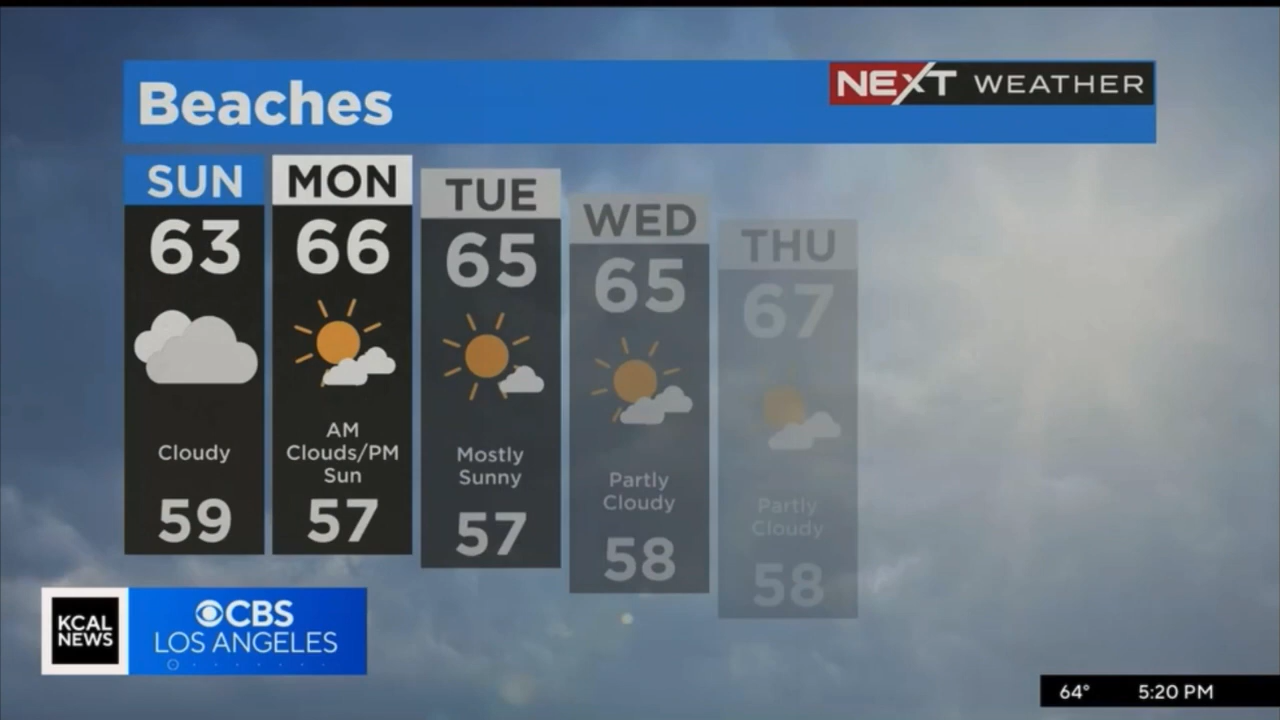 Beaches
NEXT WEATHER
SUN
63
Cloudy
59
MON
66
AM
Clouds/PM
Sun
57
TUE
65
Mostly
Sunny
57
WED
65
Partly
Cloudy
58
THU
67
Partly
Cloudy
58
KCAL
NEWS
CBS
LOS ANGELES
64° 5:20 PM